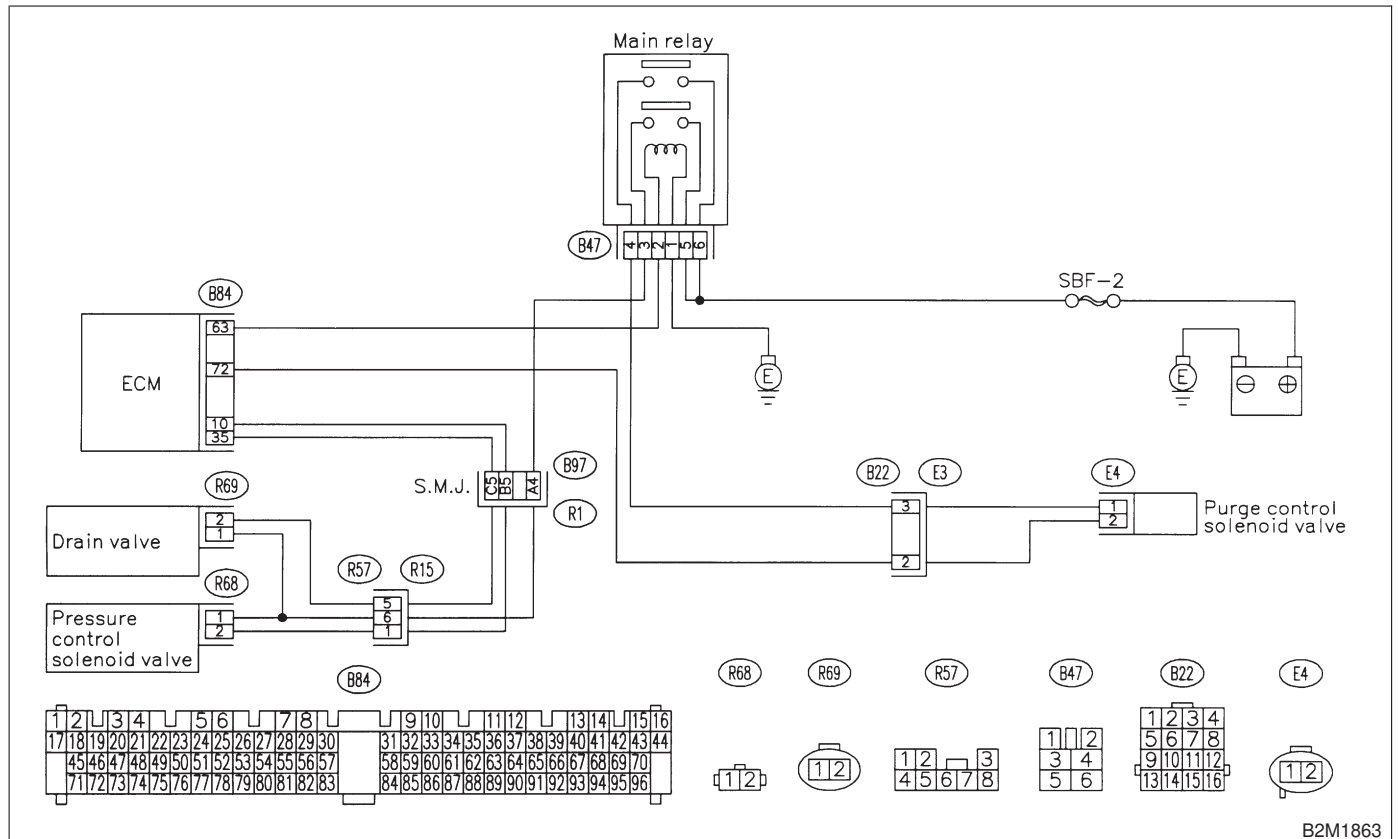 Main relay
B47
4 3 2 1 5 6
SBF-2
B84
63
72
10
35
ECM
E
E
⊖ ⊕
S.M.J.
C5 B5 A4
B97
R1
B22 E3 E4
3
2
1
2
Purge control
solenoid valve
R69
2
1
Drain valve
R57 R15
5
6
1
R68
1
2
Pressure
control
solenoid valve
B84
1 2 3 4 5 6 7 8 9 10 11 12 13 14 15 16
17 18 19 20 21 22 23 24 25 26 27 28 29 30 31 32 33 34 35 36 37 38 39 40 41 42 43 44
45 46 47 48 49 50 51 52 53 54 55 56 57 58 59 60 61 62 63 64 65 66 67 68 69 70
71 72 73 74 75 76 77 78 79 80 81 82 83 84 85 86 87 88 89 90 91 92 93 94 95 96
R68
1 2
R69
1 2
R57
1 2 3
4 5 6 7 8
B47
1 2
3 4
5 6
B22
1 2 3 4
5 6 7 8
9 10 11 12
13 14 15 16
E4
1 2
B2M1863